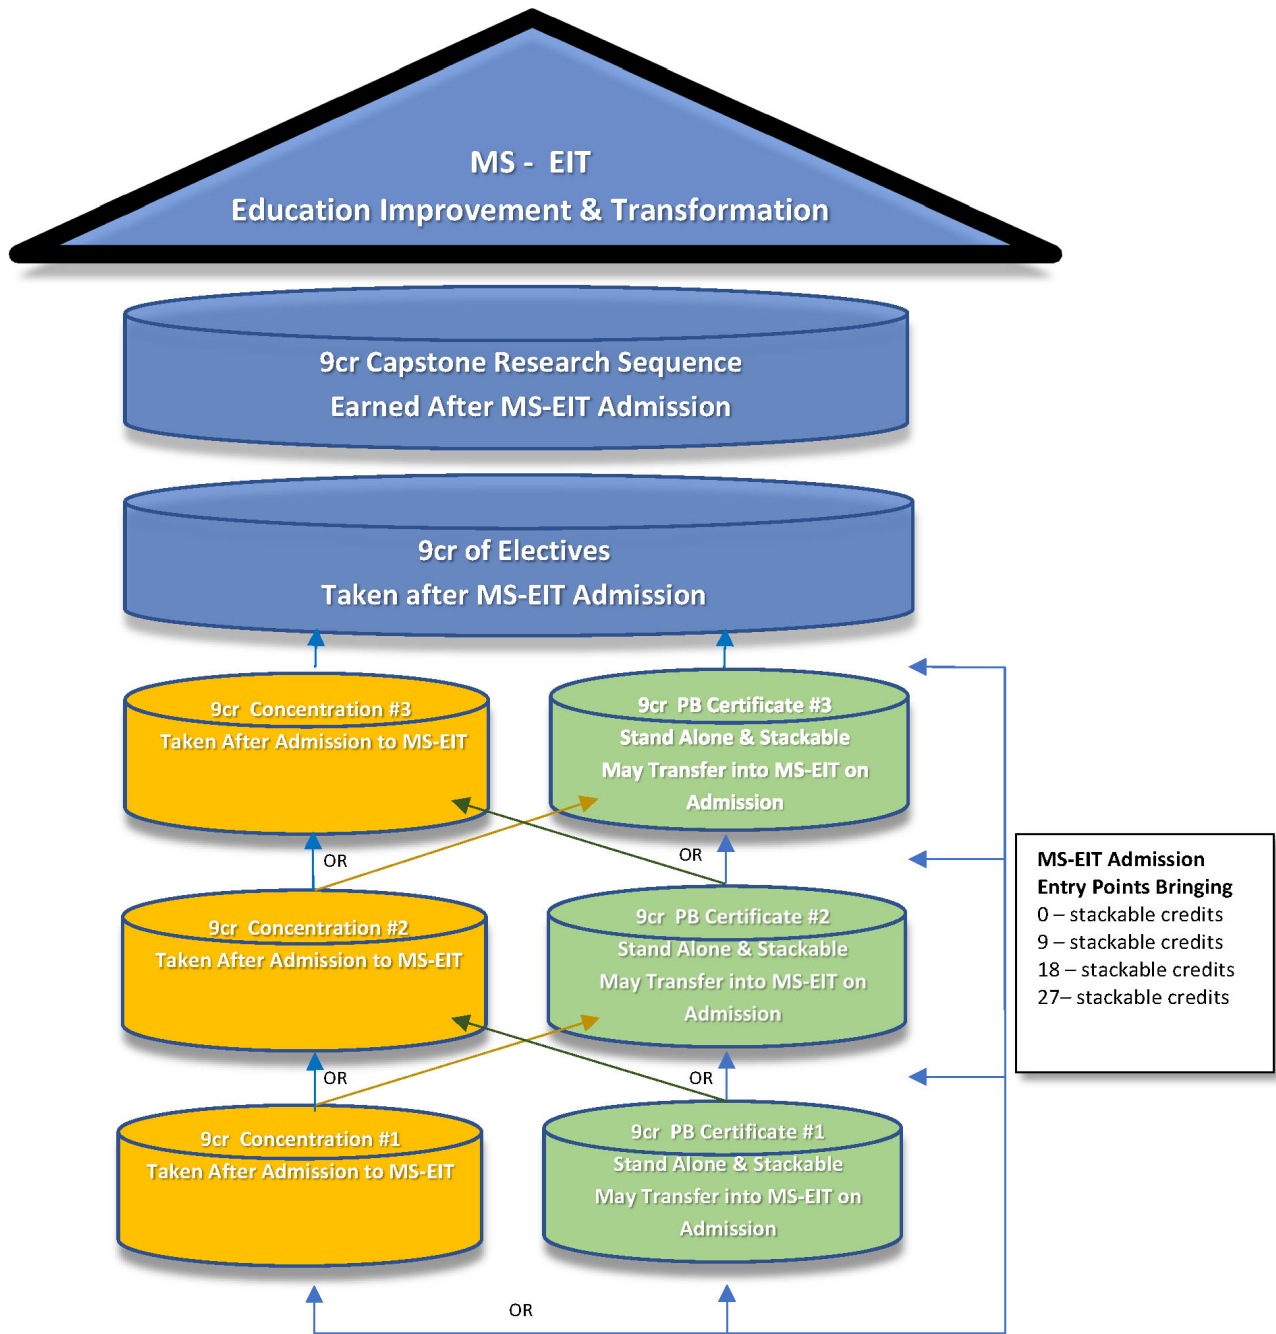 MS - EIT
Education Improvement & Transformation
9cr Capstone Research Sequence
Earned After MS-EIT Admission
9cr of Electives
Taken after MS-EIT Admission
9cr Concentration #3
Taken After Admission to MS-EIT
9cr PB Certificate #3
Stand Alone & Stackable
May Transfer into MS-EIT on
Admission
OR
OR
MS-EIT Admission
Entry Points Bringing
0 – stackable credits
9 – stackable credits
18 – stackable credits
27– stackable credits
9cr Concentration #2
Taken After Admission to MS-EIT
9cr PB Certificate #2
Stand Alone & Stackable
May Transfer into MS-EIT on
Admission
OR
OR
9cr Concentration #1
Taken After Admission to MS-EIT
9cr PB Certificate #1
Stand Alone & Stackable
May Transfer into MS-EIT on
Admission
OR